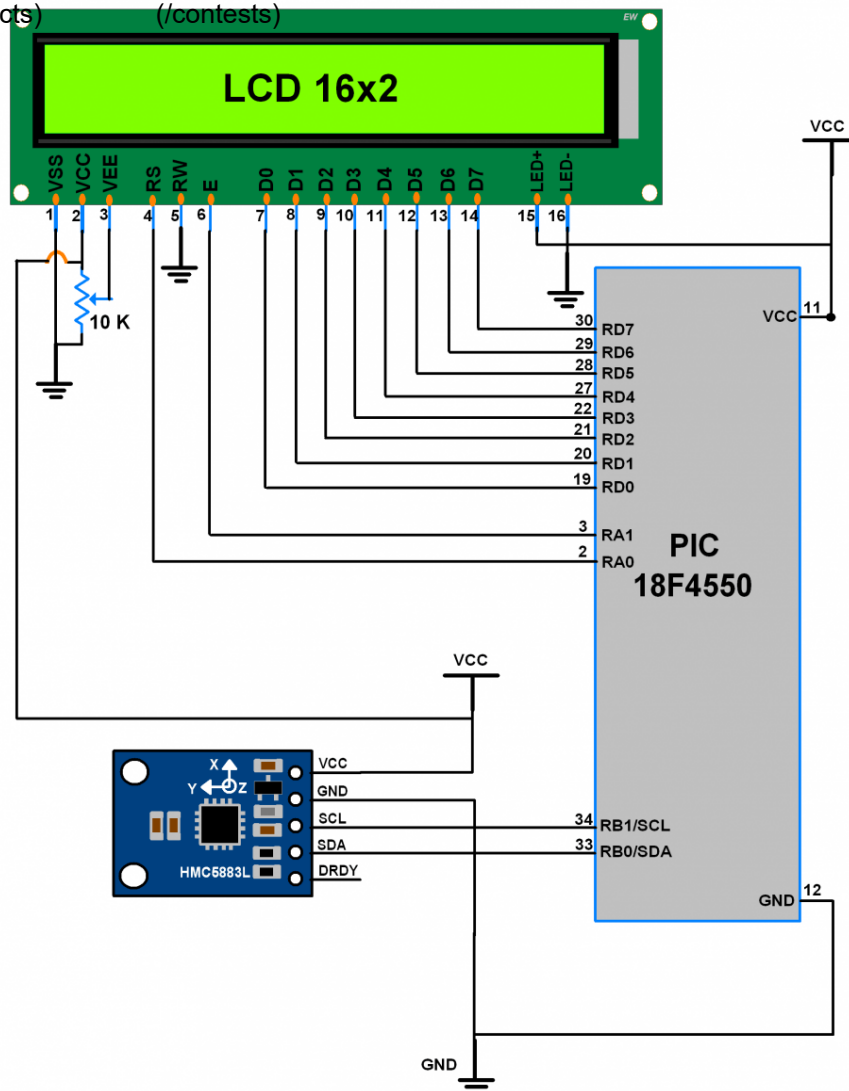 cts) (/contests)
EW
LCD 16x2
VSS VCC VEE RS RW E D0 D1 D2 D3 D4 D5 D6 D7 LED+ LED-
1 2 3 4 5 6 7 8 9 10 11 12 13 14 15 16
VCC
10 K
VCC 11
30 RD7
29 RD6
28 RD5
27 RD4
22 RD3
21 RD2
20 RD1
19 RD0
3 RA1
2 RA0
PIC
18F4550
VCC
X
Y Z
VCC
GND
SCL
SDA
DRDY
HMC5883L
34 RB1/SCL
33 RB0/SDA
GND 12
GND